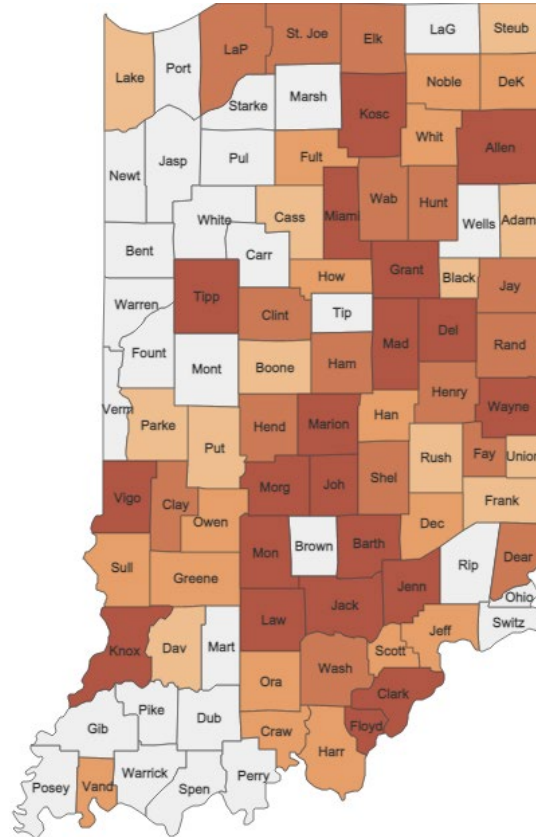 LaP
St. Joe
Elk
LaG
Steub
Lake
Port
Noble
DeK
Starke
Marsh
Kosc
Whit
Allen
Newt
Jasp
Pul
Fult
Wab
Hunt
Miami
White
Cass
Wells
Adam
Bent
Carr
Grant
Black
How
Jay
Warren
Tipp
Clint
Tip
Mad
Del
Fount
Mont
Boone
Ham
Rand
Verm
Henry
Wayne
Parke
Put
Hend
Marion
Han
Rush
Fay
Union
Vigo
Clay
Morg
Joh
Shel
Frank
Owen
Dec
Mon
Brown
Barth
Rip
Dear
Sull
Greene
Jenn
Ohio
Law
Jack
Switz
Knox
Dav
Mart
Jeff
Scott
Ora
Wash
Pike
Dub
Clark
Gib
Craw
Floyd
Harr
Posey
Vand
Warrick
Spen
Perry